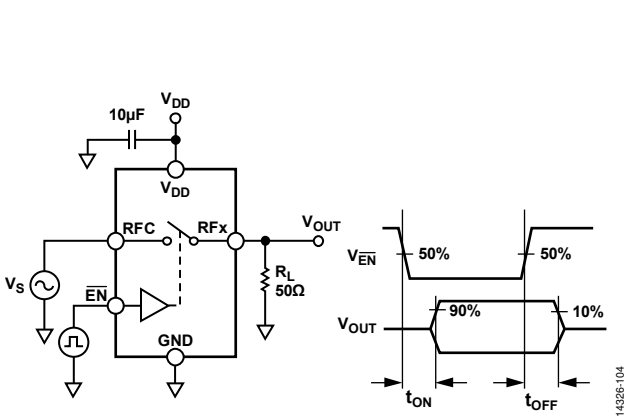 VDD
10µF
VDD
RFC
RFx
VOUT
VS
EN
RL
50Ω
GND
VEN
50%
50%
VOUT
90%
10%
tON
tOFF
14326-104